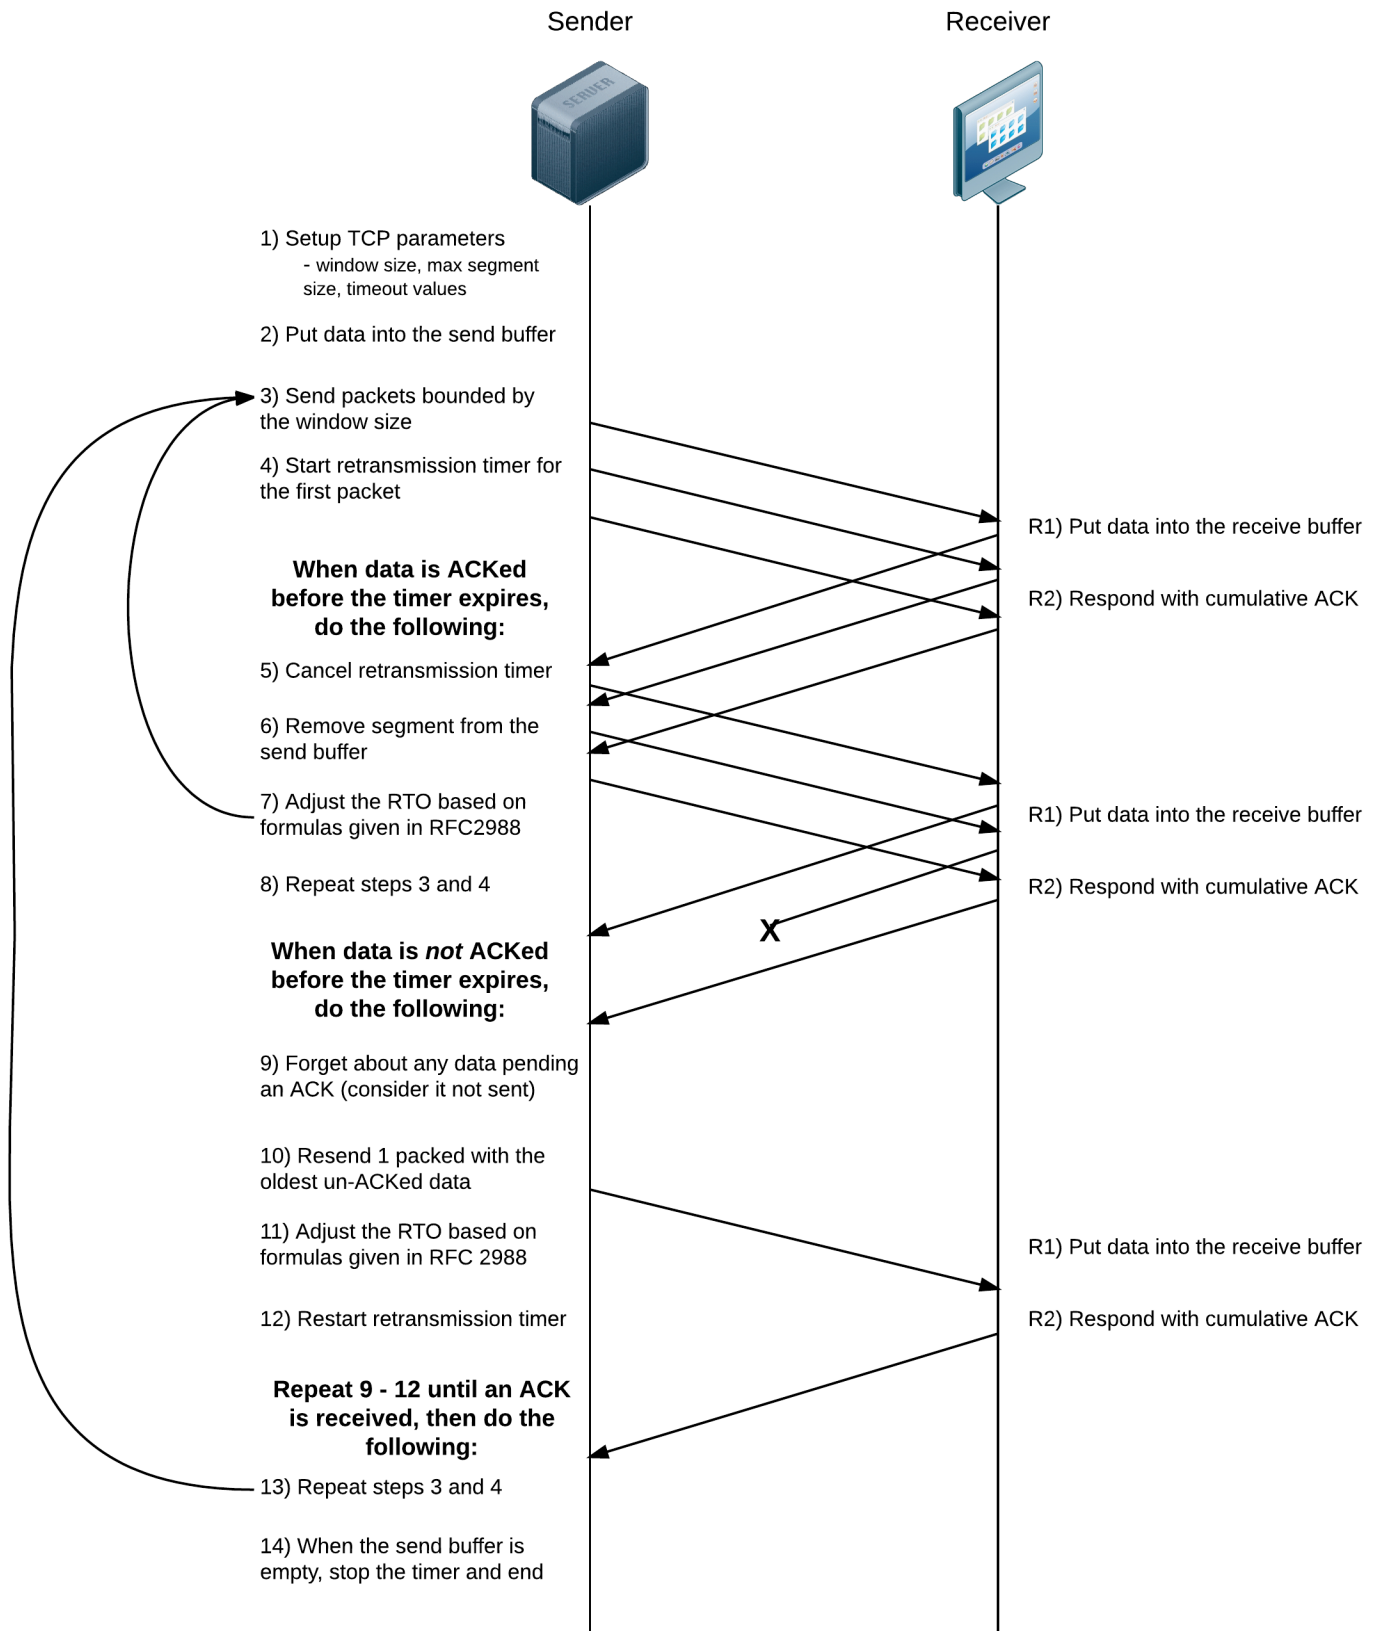 Sender
Receiver
SERVER
1) Setup TCP parameters
- window size, max segment
size, timeout values
2) Put data into the send buffer
3) Send packets bounded by
the window size
4) Start retransmission timer for
the first packet
R1) Put data into the receive buffer
When data is ACKed
before the timer expires,
do the following:
R2) Respond with cumulative ACK
5) Cancel retransmission timer
6) Remove segment from the
send buffer
7) Adjust the RTO based on
formulas given in RFC2988
R1) Put data into the receive buffer
8) Repeat steps 3 and 4
R2) Respond with cumulative ACK
X
When data is not ACKed
before the timer expires,
do the following:
9) Forget about any data pending
an ACK (consider it not sent)
10) Resend 1 packed with the
oldest un-ACKed data
11) Adjust the RTO based on
formulas given in RFC 2988
R1) Put data into the receive buffer
12) Restart retransmission timer
R2) Respond with cumulative ACK
Repeat 9 - 12 until an ACK
is received, then do the
following:
13) Repeat steps 3 and 4
14) When the send buffer is
empty, stop the timer and end